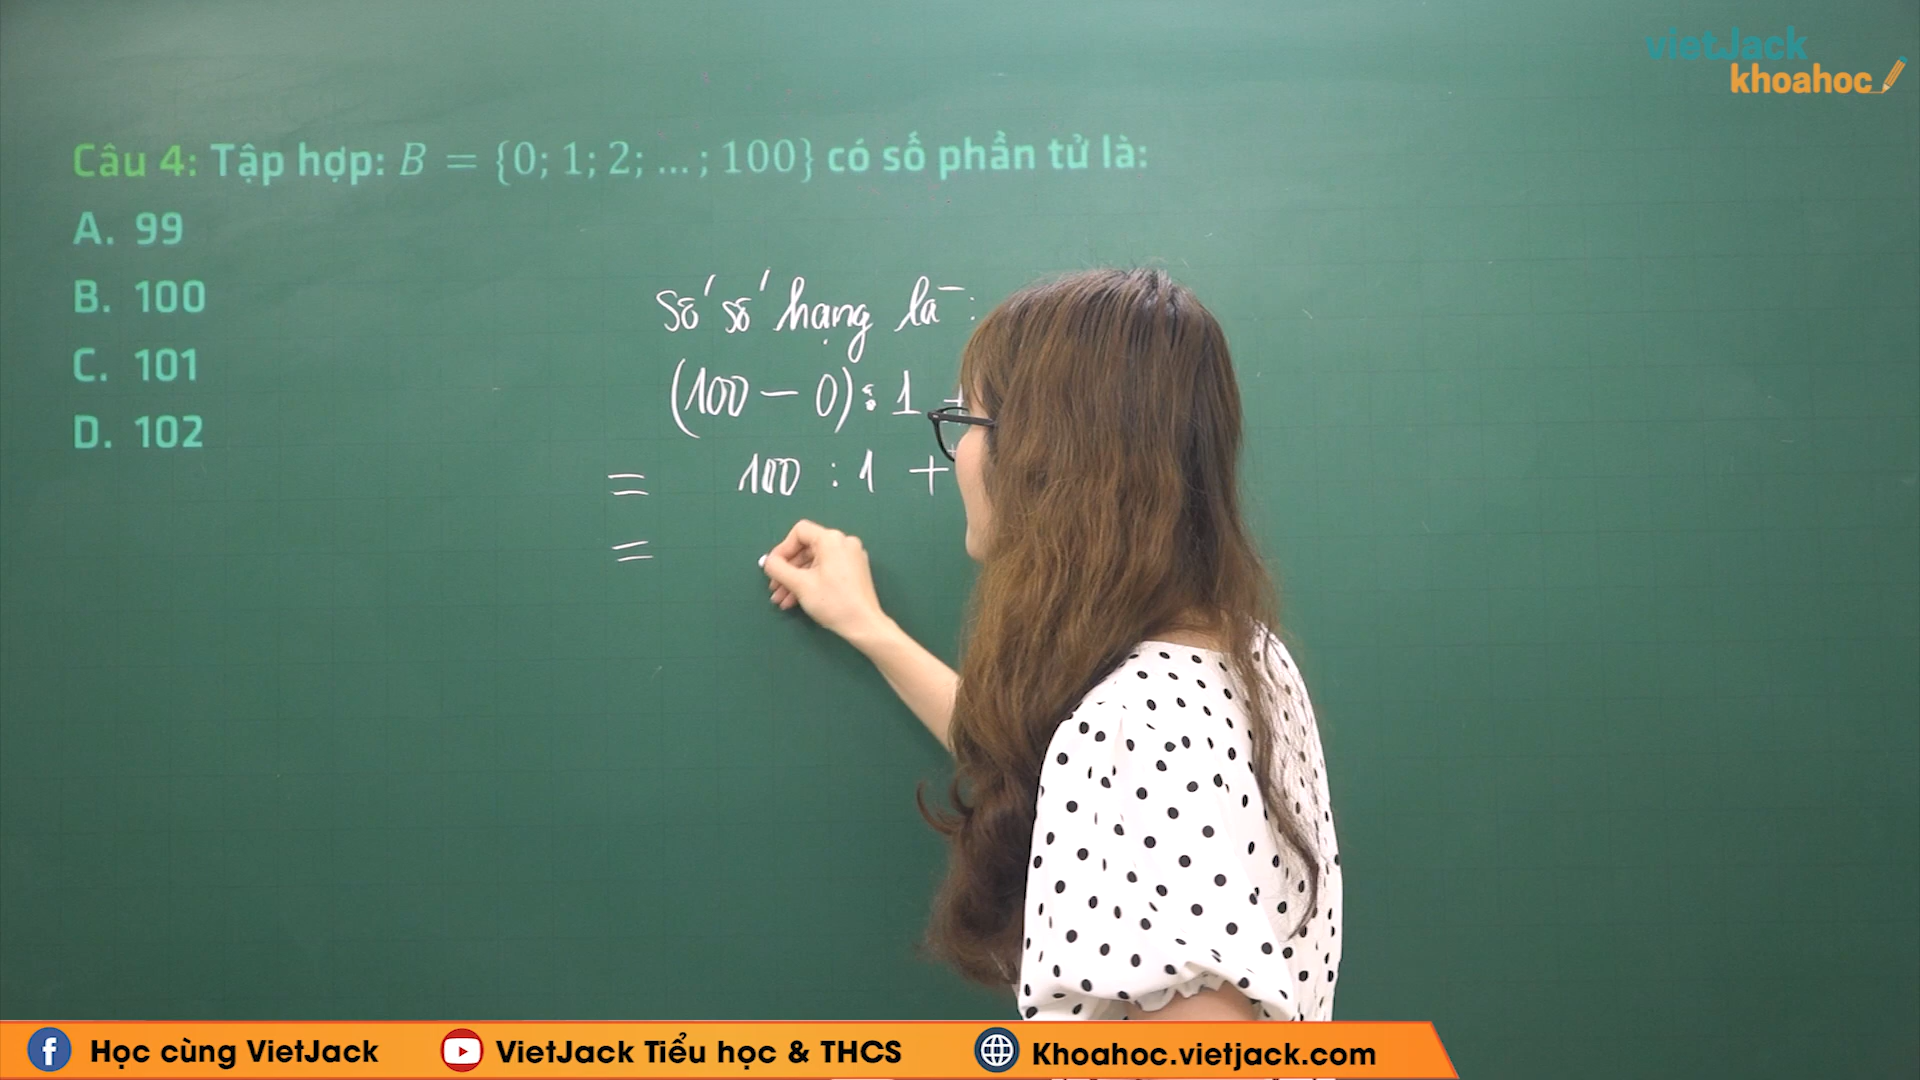 vietJack
khoahoc
Câu 4: Tập hợp: B = {0; 1; 2; ...; 100} có số phần tử là:
A. 99
B. 100
C. 101
D. 102
Số số hạng là:
(100 - 0) : 1 +
= 100 : 1 +
=
Học cùng VietJack
VietJack Tiểu học & THCS
Khoahoc.vietjack.com